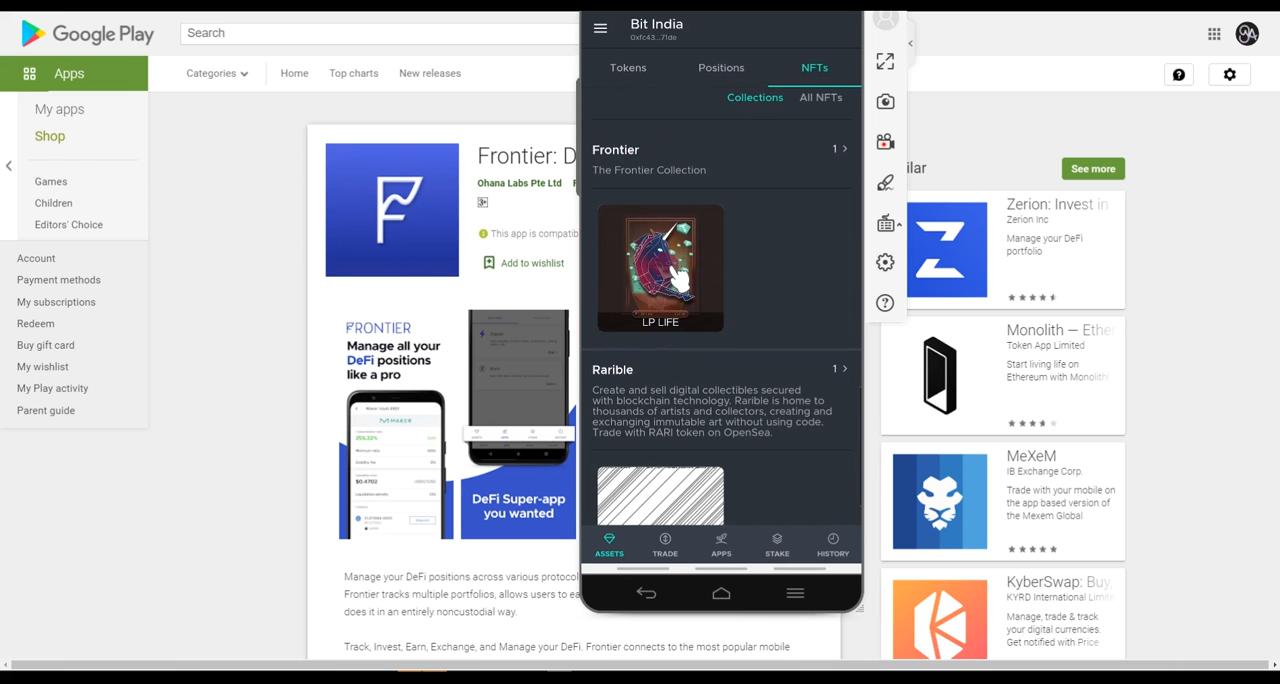 Google Play
Search
Apps
Categories
Home
Top charts
New releases
My apps
Shop
Games
Children
Editors' Choice
Account
Payment methods
My subscriptions
Redeem
Buy gift card
My wishlist
My Play activity
Parent guide
Frontier: D
Ohana Labs Pte Ltd
3+
This app is compatib
Add to wishlist
FRONTIER
Manage all your
DeFi positions
like a pro
MAKER
DeFi Super-app
you wanted
Manage your DeFi positions across various protocol
Frontier tracks multiple portfolios, allows users to ea
does it in an entirely noncustodial way.
Track, Invest, Earn, Exchange, and Manage your DeFi. Frontier connects to the most popular mobile
Bit India
0xfc43...71de
Tokens
Positions
NFTs
Collections
All NFTs
Frontier
1
The Frontier Collection
LP LIFE
Rarible
1
Create and sell digital collectibles secured
with blockchain technology. Rarible is home to
thousands of artists and collectors, creating and
exchanging immutable art without using code.
Trade with RARI token on OpenSea.
ASSETS
TRADE
APPS
STAKE
HISTORY
ilar
See more
Zerion: Invest in
Zerion Inc
Manage your DeFi
portfolio
Monolith — Ether
Token App Limited
Start living life on
Ethereum with Monolith!
MeXeM
IB Exchange Corp.
Trade with your mobile on
the app based version of
the Mexem Global
KyberSwap: Buy,
KYRD International Limite
Manage, trade & track
your digital currencies.
Get notified with Price